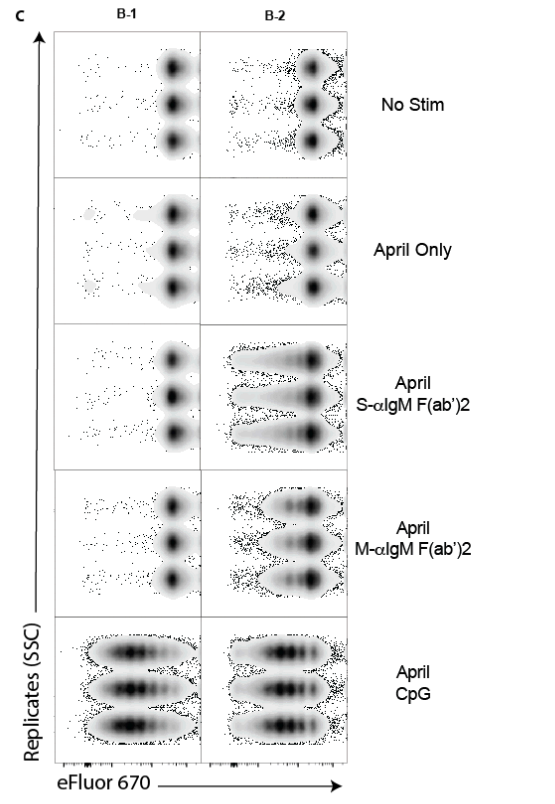 C
B-1
B-2
No Stim
April Only
April
S-αIgM F(ab')2
April
M-αIgM F(ab')2
April
CpG
Replicates (SSC)
eFluor 670